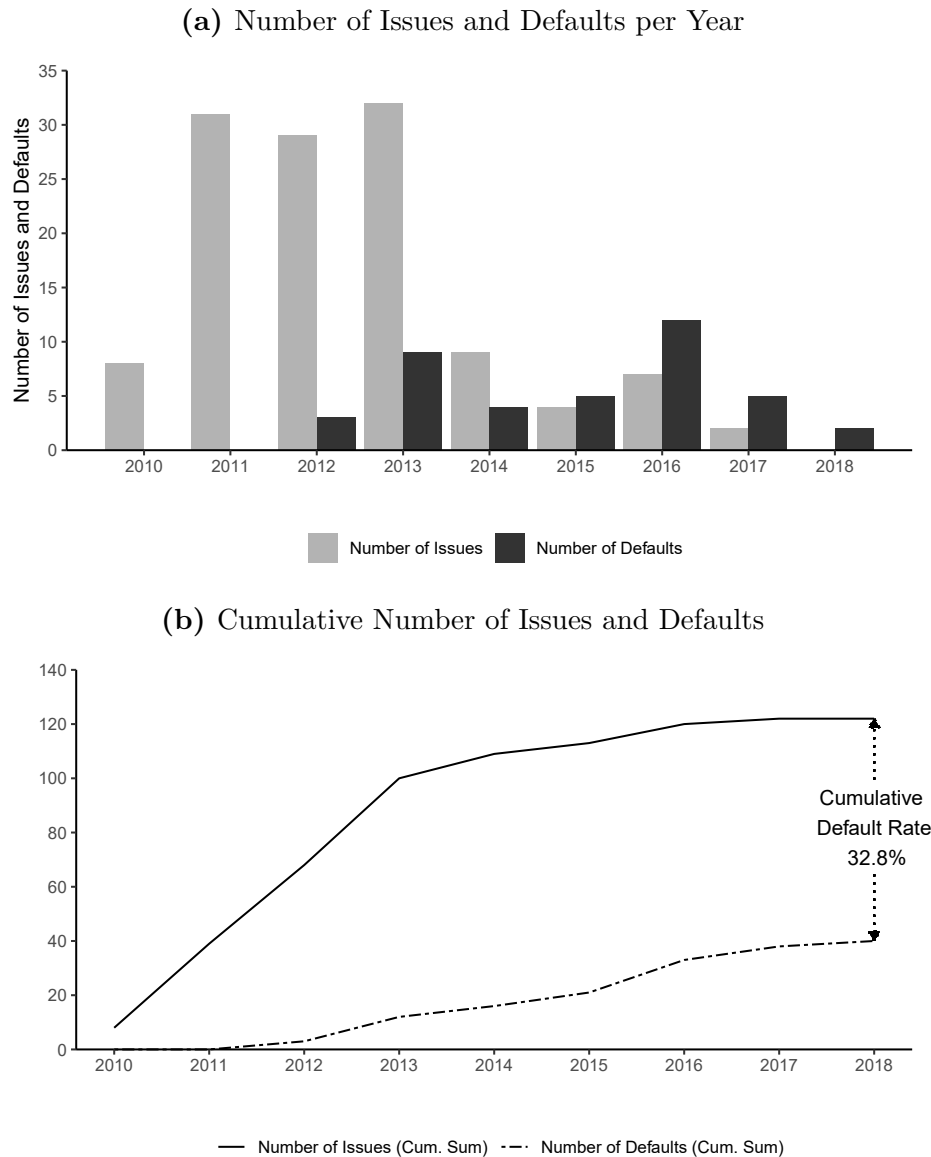 (a) Number of Issues and Defaults per Year
Number of Issues and Defaults
35
30
25
20
15
10
5
0
2010 2011 2012 2013 2014 2015 2016 2017 2018
Number of Issues Number of Defaults
(b) Cumulative Number of Issues and Defaults
140
120
100
80
60
40
20
0
Cumulative
Default Rate
32.8%
2010 2011 2012 2013 2014 2015 2016 2017 2018
Number of Issues (Cum. Sum) Number of Defaults (Cum. Sum)